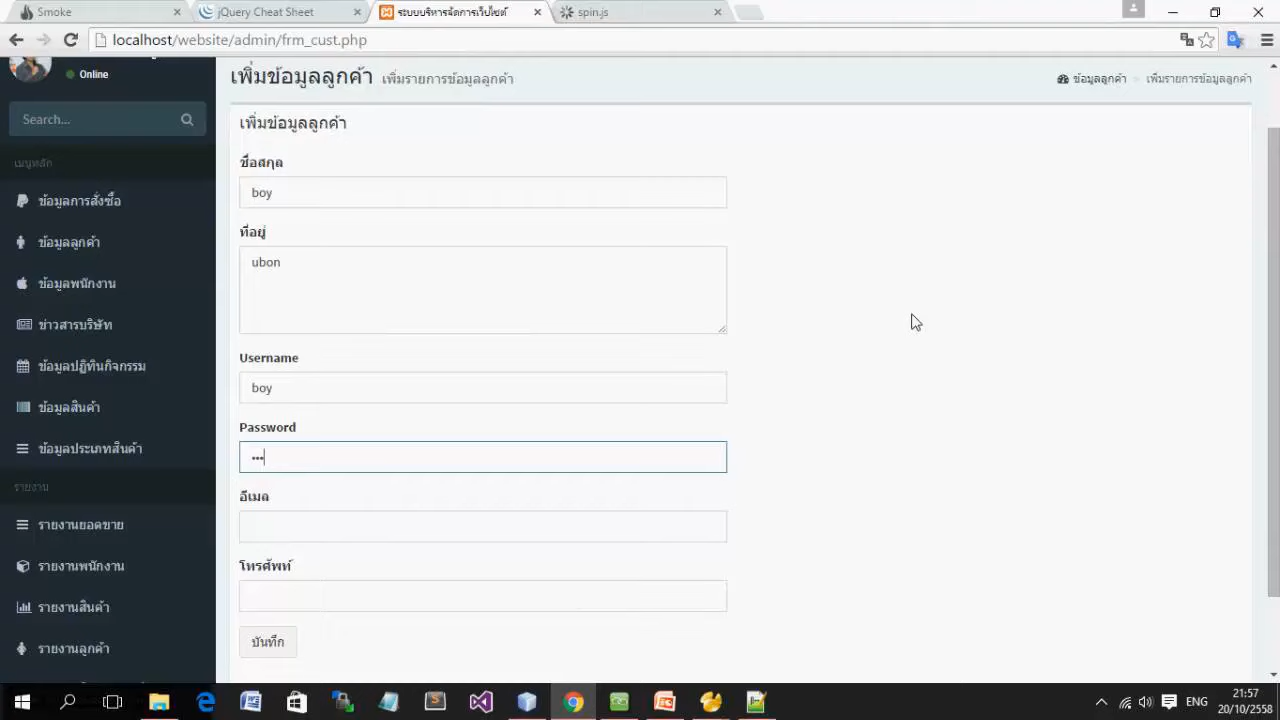 Smoke
jQuery Cheat Sheet
ระบบบริหารจัดการเว็บไซต์
spin.js
localhost/website/admin/frm_cust.php
Online
Search...
เมนูหลัก
ข้อมูลการสั่งซื้อ
ข้อมูลลูกค้า
ข้อมูลพนักงาน
ข่าวสารบริษัท
ข้อมูลปฏิทินกิจกรรม
ข้อมูลสินค้า
ข้อมูลประเภทสินค้า
รายงาน
รายงานยอดขาย
รายงานพนักงาน
รายงานสินค้า
รายงานลูกค้า
เพิ่มข้อมูลลูกค้า เพิ่มรายการข้อมูลลูกค้า
ข้อมูลลูกค้า > เพิ่มรายการข้อมูลลูกค้า
เพิ่มข้อมูลลูกค้า
ชื่อสกุล
boy
ที่อยู่
ubon
Username
boy
Password
•••
อีเมล
โทรศัพท์
บันทึก
ENG
21:57
20/10/2558